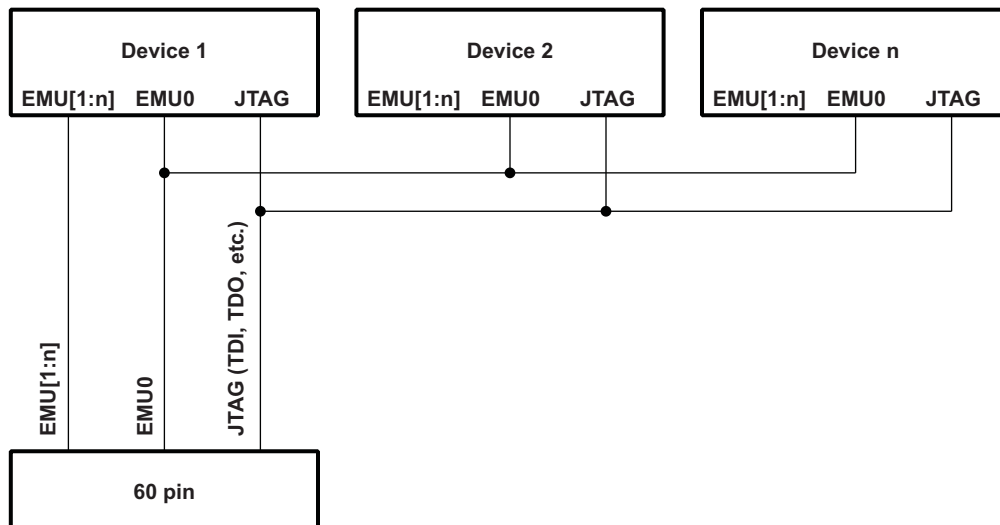 Device 1
EMU[1:n] EMU0 JTAG
Device 2
EMU[1:n] EMU0 JTAG
Device n
EMU[1:n] EMU0 JTAG
EMU[1:n]
EMU0
JTAG (TDI, TDO, etc.)
60 pin